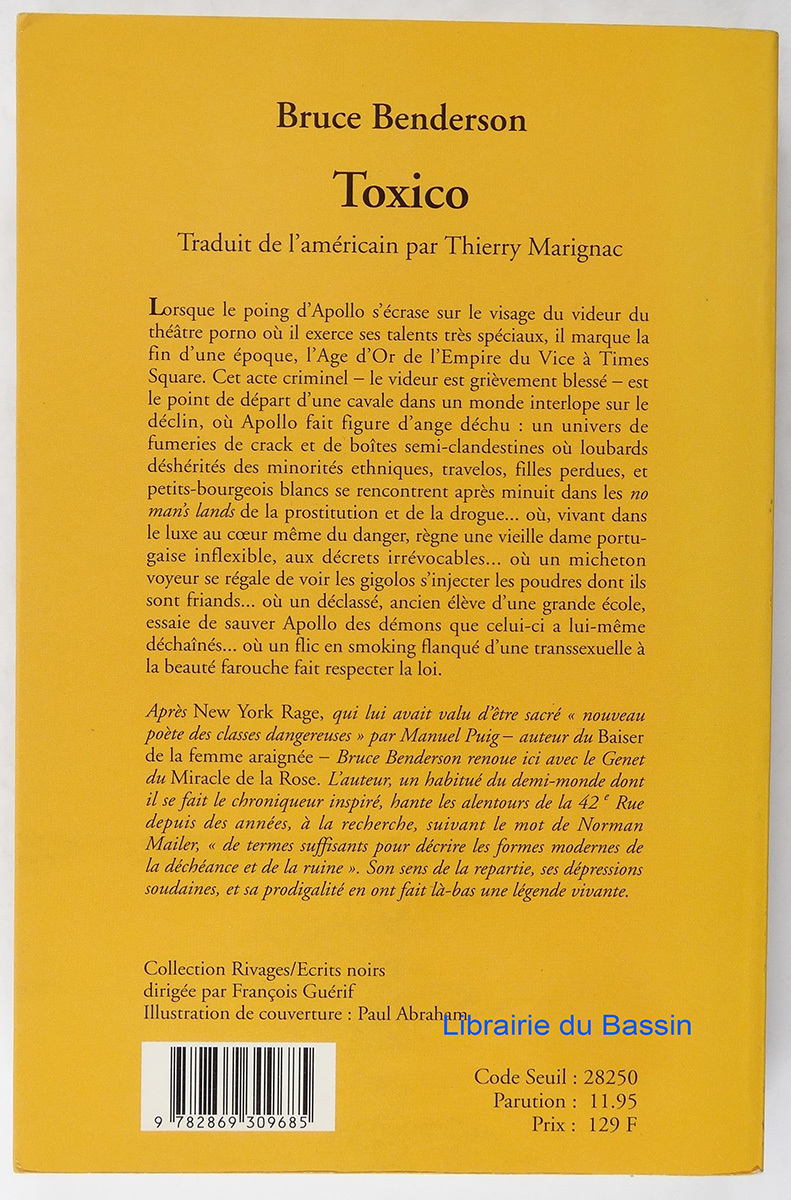 Bruce Benderson
Toxico
Traduit de l'américain par Thierry Marignac
Lorsque le poing d'Apollo s'écrase sur le visage du videur du
théâtre porno où il exerce ses talents très spéciaux, il marque la
fin d'une époque, l'Age d'Or de l'Empire du Vice à Times
Square. Cet acte criminel – le videur est grièvement blessé – est
le point de départ d'une cavale dans un monde interlope sur le
déclin, où Apollo fait figure d'ange déchu : un univers de
fumeries de crack et de boîtes semi-clandestines où loubards
déshérités des minorités ethniques, travelos, filles perdues, et
petits-bourgeois blancs se rencontrent après minuit dans les no
man's lands de la prostitution et de la drogue... où, vivant dans
le luxe au cœur même du danger, règne une vieille dame portu-
gaise inflexible, aux décrets irrévocables... où un micheton
voyeur se régale de voir les gigolos s'injecter les poudres dont ils
sont friands... où un déclassé, ancien élève d'une grande école,
essaie de sauver Apollo des démons que celui-ci a lui-même
déchaînés... où un flic en smoking flanqué d'une transsexuelle à
la beauté farouche fait respecter la loi.
Après New York Rage, qui lui avait valu d'être sacré « nouveau
poète des classes dangereuses » par Manuel Puig – auteur du Baiser
de la femme araignée – Bruce Benderson renoue ici avec le Genet
du Miracle de la Rose. L'auteur, un habitué du demi-monde dont
il se fait le chroniqueur inspiré, hante les alentours de la 42 e Rue
depuis des années, à la recherche, suivant le mot de Norman
Mailer, « de termes suffisants pour décrire les formes modernes de
la déchéance et de la ruine ». Son sens de la repartie, ses dépressions
soudaines, et sa prodigalité en ont fait là-bas une légende vivante.
Collection Rivages/Ecrits noirs
dirigée par François Guérif
Illustration de couverture : Paul Abraham
Librairie du Bassin
9 782869 309685
Code Seuil : 28250
Parution : 11.95
Prix : 129 F